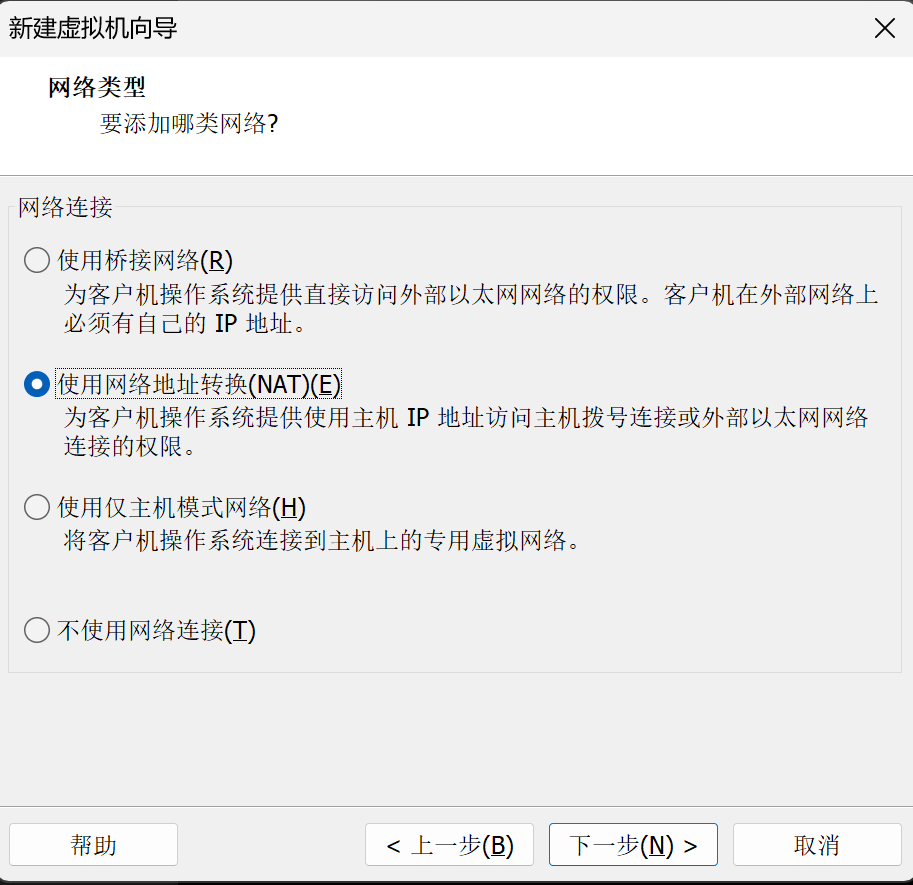 新建虚拟机向导
网络类型
要添加哪类网络?
网络连接
使用桥接网络(R)
为客户机操作系统提供直接访问外部以太网网络的权限。客户机在外部网络上
必须有自己的 IP 地址。
使用网络地址转换(NAT)(E)
为客户机操作系统提供使用主机 IP 地址访问主机拨号连接或外部以太网网络
连接的权限。
使用仅主机模式网络(H)
将客户机操作系统连接到主机上的专用虚拟网络。
不使用网络连接(T)
帮助
< 上一步(B)
下一步(N) >
取消